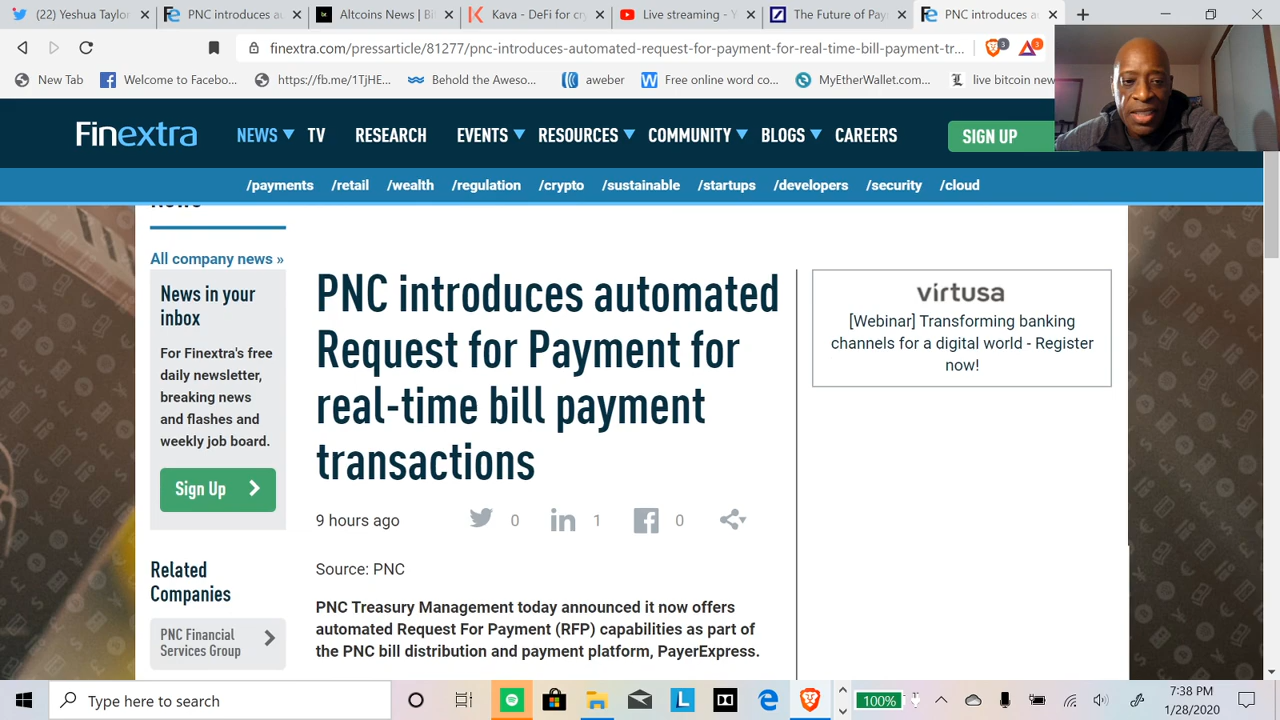 (22) Yeshua Taylor
PNC introduces au
Altcoins News | Bi
Kava - DeFi for cry
Live streaming - Y
The Future of Pay
PNC introduces au
finextra.com/pressarticle/81277/pnc-introduces-automated-request-for-payment-for-real-time-bill-payment-tr...
3
3
New Tab
Welcome to Facebo...
https://fb.me/1TjHE...
Behold the Aweso...
aweber
Free online word co...
MyEtherWallet.com...
live bitcoin new
Finextra
NEWS
TV
RESEARCH
EVENTS
RESOURCES
COMMUNITY
BLOGS
CAREERS
SIGN UP
/payments
/retail
/wealth
/regulation
/crypto
/sustainable
/startups
/developers
/security
/cloud
News
All company news »
News in your
inbox
For Finextra's free
daily newsletter,
breaking news
and flashes and
weekly job board.
Sign Up
Related
Companies
PNC Financial
Services Group
PNC introduces automated
Request for Payment for
real-time bill payment
transactions
9 hours ago
0
1
0
Source: PNC
PNC Treasury Management today announced it now offers
automated Request For Payment (RFP) capabilities as part of
the PNC bill distribution and payment platform, PayerExpress.
virtusa
[Webinar] Transforming banking
channels for a digital world - Register
now!
Type here to search
100%
7:38 PM
1/28/2020